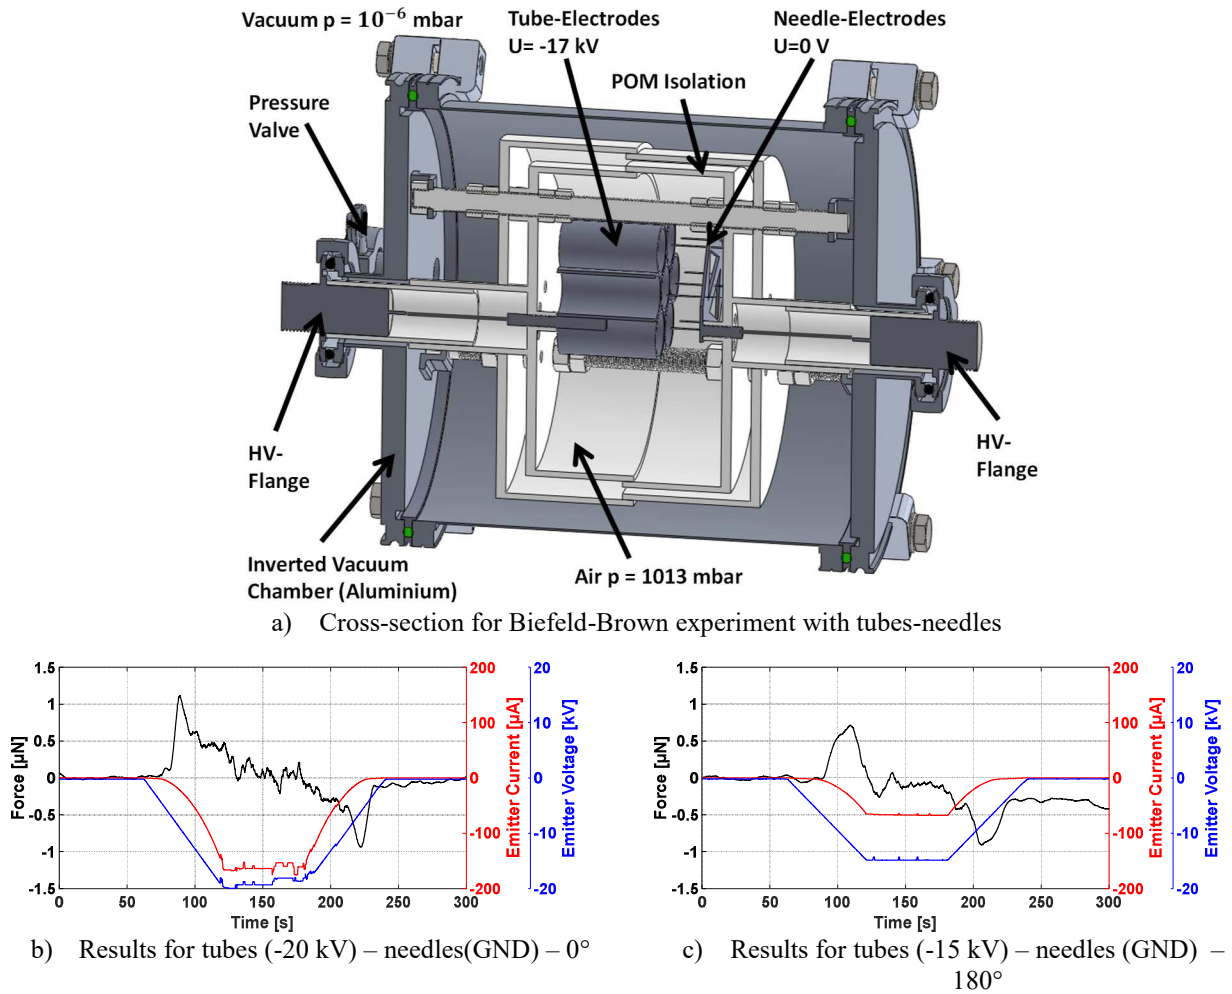 Vacuum p = 10⁻⁶ mbar
Tube-Electrodes
U= -17 kV
Needle-Electrodes
U=0 V
POM Isolation
Pressure
Valve
HV-
Flange
HV-
Flange
Inverted Vacuum
Chamber (Aluminium)
Air p = 1013 mbar
a) Cross-section for Biefeld-Brown experiment with tubes-needles
1.5
1
0.5
0
-0.5
-1
-1.5
Force [µN]
0 50 100 150 200 250 300
Time [s]
200
100
0
-100
-200
Emitter Current [µA]
20
10
0
-10
-20
Emitter Voltage [kV]
b) Results for tubes (-20 kV) – needles(GND) – 0°
1.5
1
0.5
0
-0.5
-1
-1.5
Force [µN]
0 50 100 150 200 250 300
Time [s]
200
100
0
-100
-200
Emitter Current [µA]
20
10
0
-10
-20
Emitter Voltage [kV]
c) Results for tubes (-15 kV) – needles (GND) –
180°